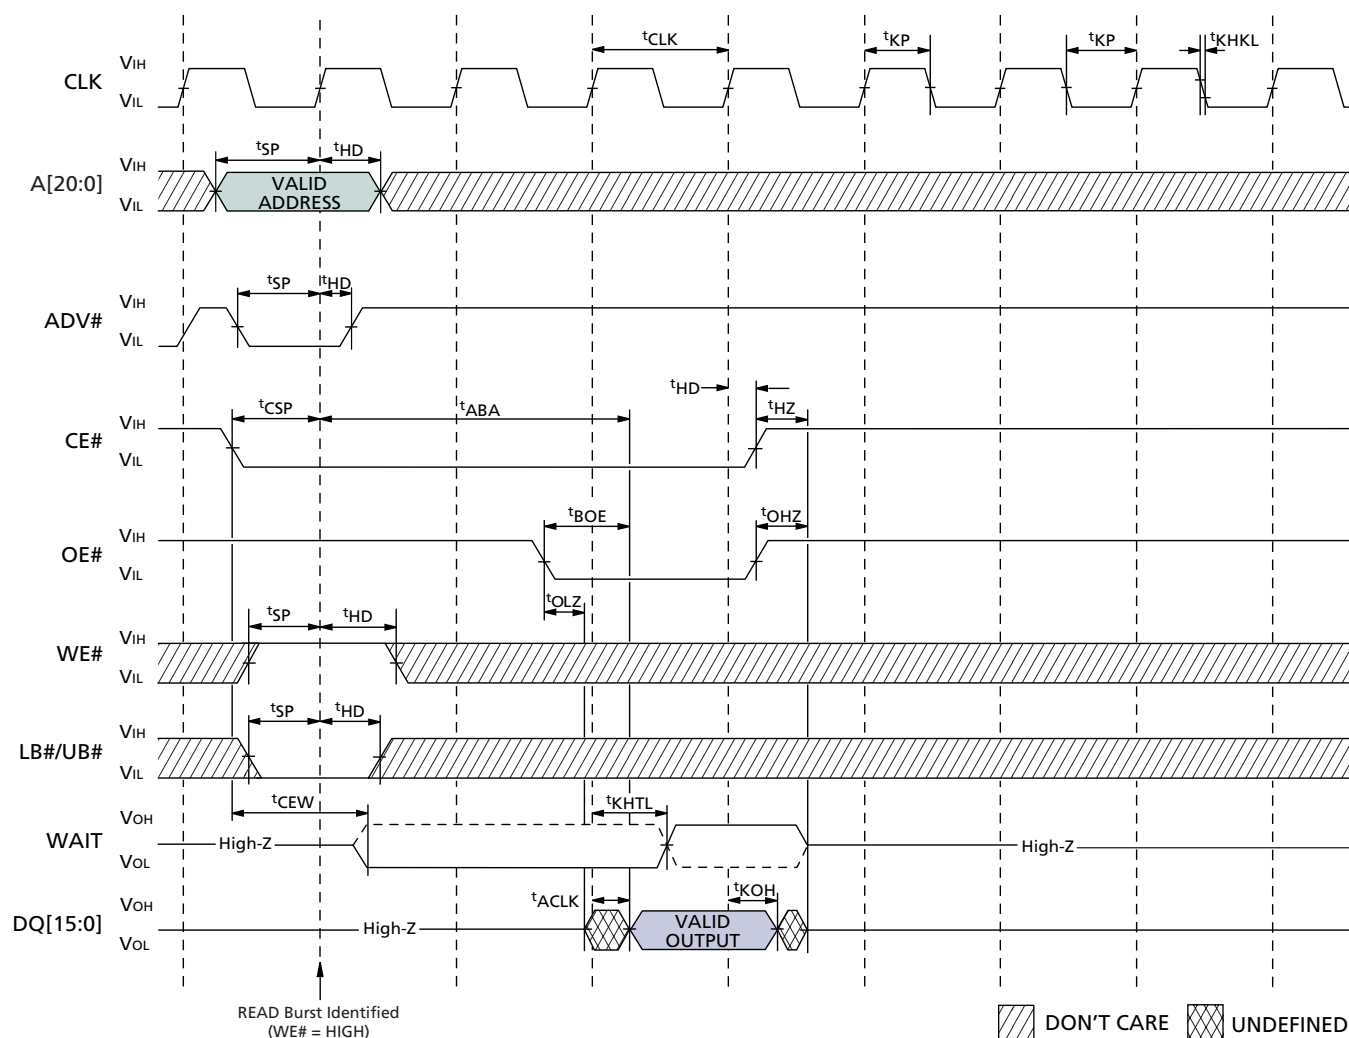 tCLK tKP tKP tKHKL
CLK VIH
VIL
tSP tHD
A[20:0] VIH
VIL
VALID
ADDRESS
tSP tHD
ADV# VIH
VIL
tHD
tCSP tABA tHZ
CE# VIH
VIL
tBOE tOHZ
OE# VIH
VIL
tOLZ
tSP tHD
WE# VIH
VIL
tSP tHD
LB#/UB# VIH
VIL
tCEW tKHTL
WAIT VOH
VOL
High-Z High-Z
tACLK tKOH
DQ[15:0] VOH
VOL
High-Z
VALID
OUTPUT
READ Burst Identified
(WE# = HIGH)
DON'T CARE UNDEFINED